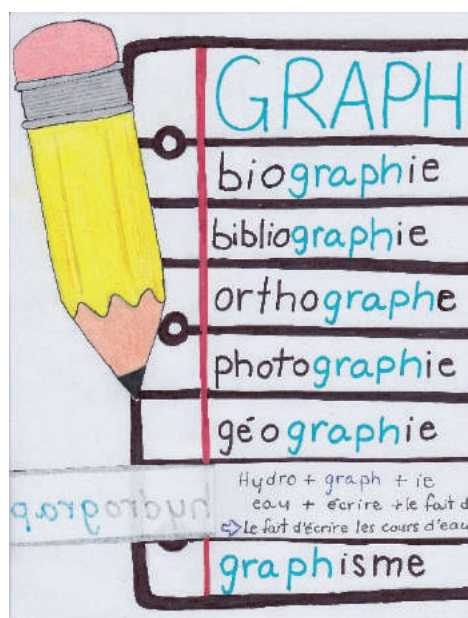 GRAPH
biographie
bibliographie
orthographe
photographie
géographie
hydrograp
Hydro + graph + ie
eau + écrire + le fait d
⇨ Le fait d'écrire les cours d'eau
graphisme